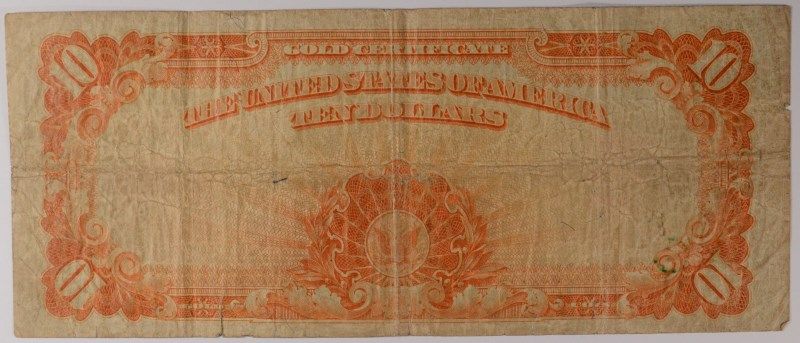 10 10
GOLD CERTIFICATE
THE UNITED STATES OF AMERICA
TEN DOLLARS
10 10